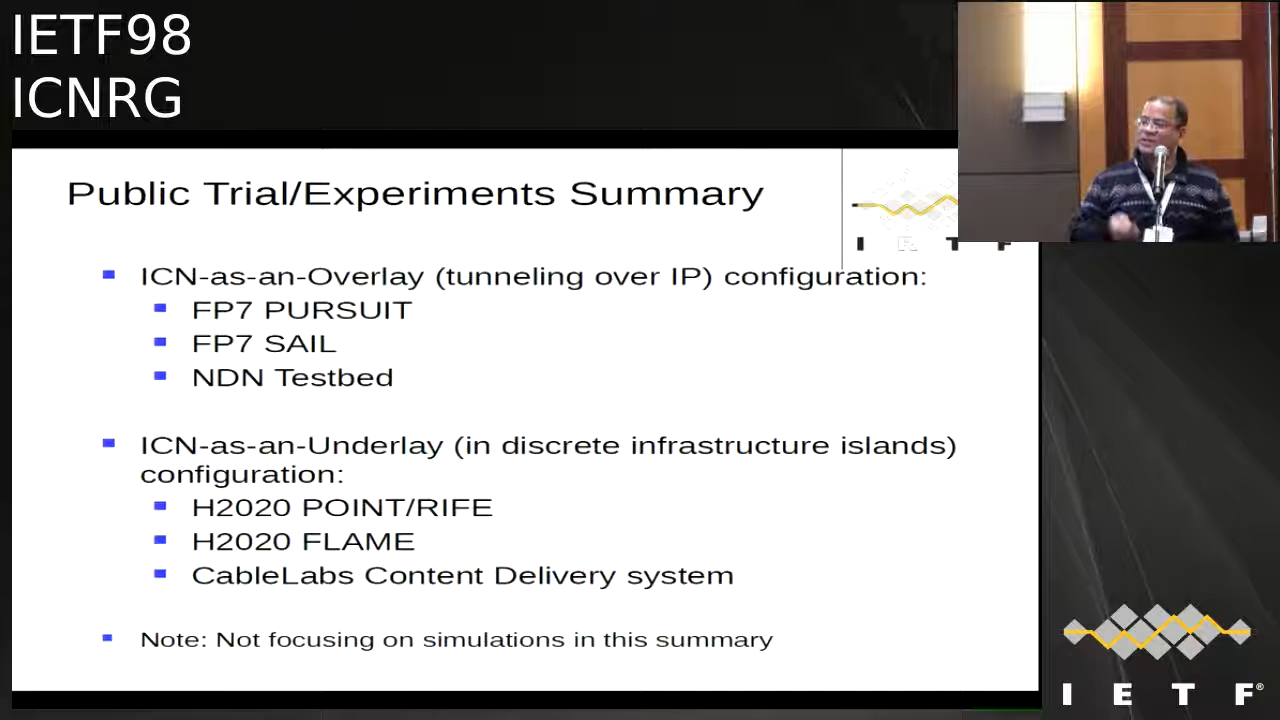 IETF98
ICNRG
Public Trial/Experiments Summary
I E T F
ICN-as-an-Overlay (tunneling over IP) configuration:
FP7 PURSUIT
FP7 SAIL
NDN Testbed
ICN-as-an-Underlay (in discrete infrastructure islands)
configuration:
H2020 POINT/RIFE
H2020 FLAME
CableLabs Content Delivery system
Note: Not focusing on simulations in this summary
I E T F®